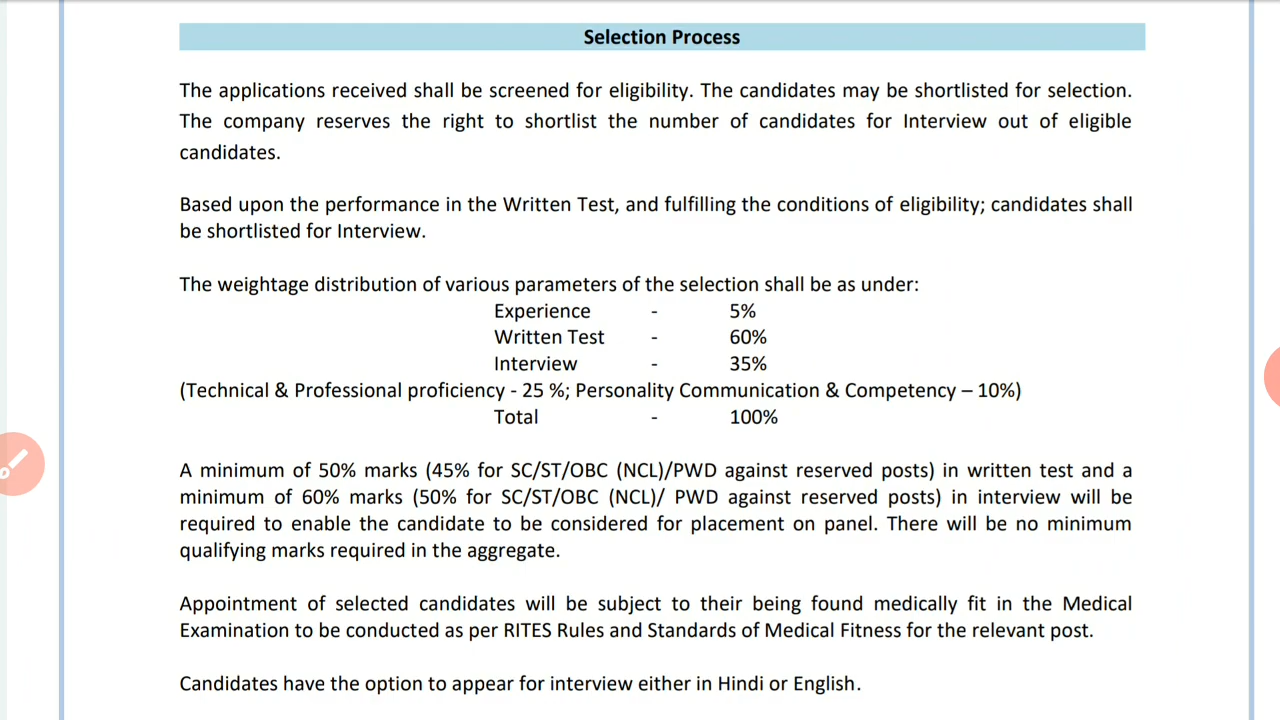 Selection Process
The applications received shall be screened for eligibility. The candidates may be shortlisted for selection.
The company reserves the right to shortlist the number of candidates for Interview out of eligible
candidates.
Based upon the performance in the Written Test, and fulfilling the conditions of eligibility; candidates shall
be shortlisted for Interview.
The weightage distribution of various parameters of the selection shall be as under:
Experience - 5%
Written Test - 60%
Interview - 35%
(Technical & Professional proficiency - 25 %; Personality Communication & Competency – 10%)
Total - 100%
A minimum of 50% marks (45% for SC/ST/OBC (NCL)/PWD against reserved posts) in written test and a
minimum of 60% marks (50% for SC/ST/OBC (NCL)/ PWD against reserved posts) in interview will be
required to enable the candidate to be considered for placement on panel. There will be no minimum
qualifying marks required in the aggregate.
Appointment of selected candidates will be subject to their being found medically fit in the Medical
Examination to be conducted as per RITES Rules and Standards of Medical Fitness for the relevant post.
Candidates have the option to appear for interview either in Hindi or English.